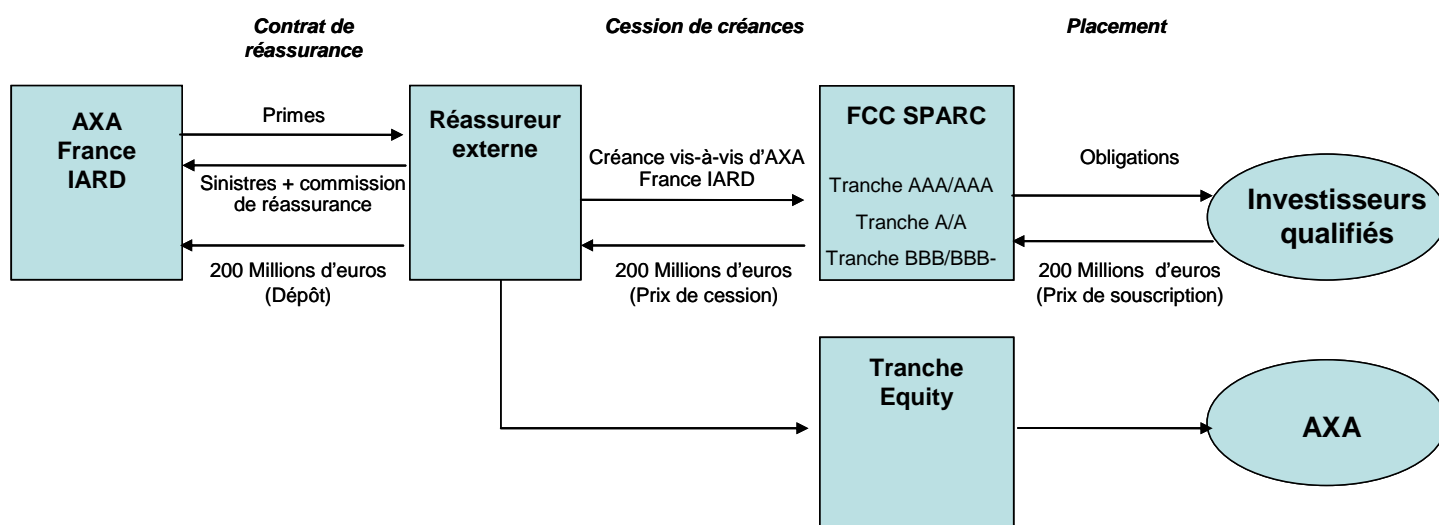 Contrat de
réassurance
Cession de créances
Placement
AXA
France
IARD
Primes
Sinistres + commission
de réassurance
200 Millions d'euros
(Dépôt)
Réassureur
externe
Créance vis-à-vis d'AXA
France IARD
200 Millions d'euros
(Prix de cession)
FCC SPARC
Tranche AAA/AAA
Tranche A/A
Tranche BBB/BBB-
Obligations
200 Millions d'euros
(Prix de souscription)
Investisseurs
qualifiés
Tranche
Equity
AXA